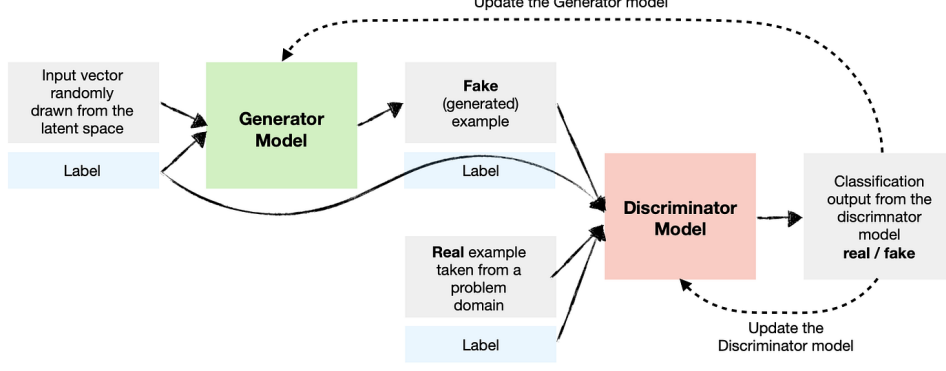 Update the Generator model
Input vector
randomly
drawn from the
latent space
Label
Generator
Model
Fake
(generated)
example
Label
Real example
taken from a
problem
domain
Label
Discriminator
Model
Classification
output from the
discrimnator
model
real / fake
Update the
Discriminator model